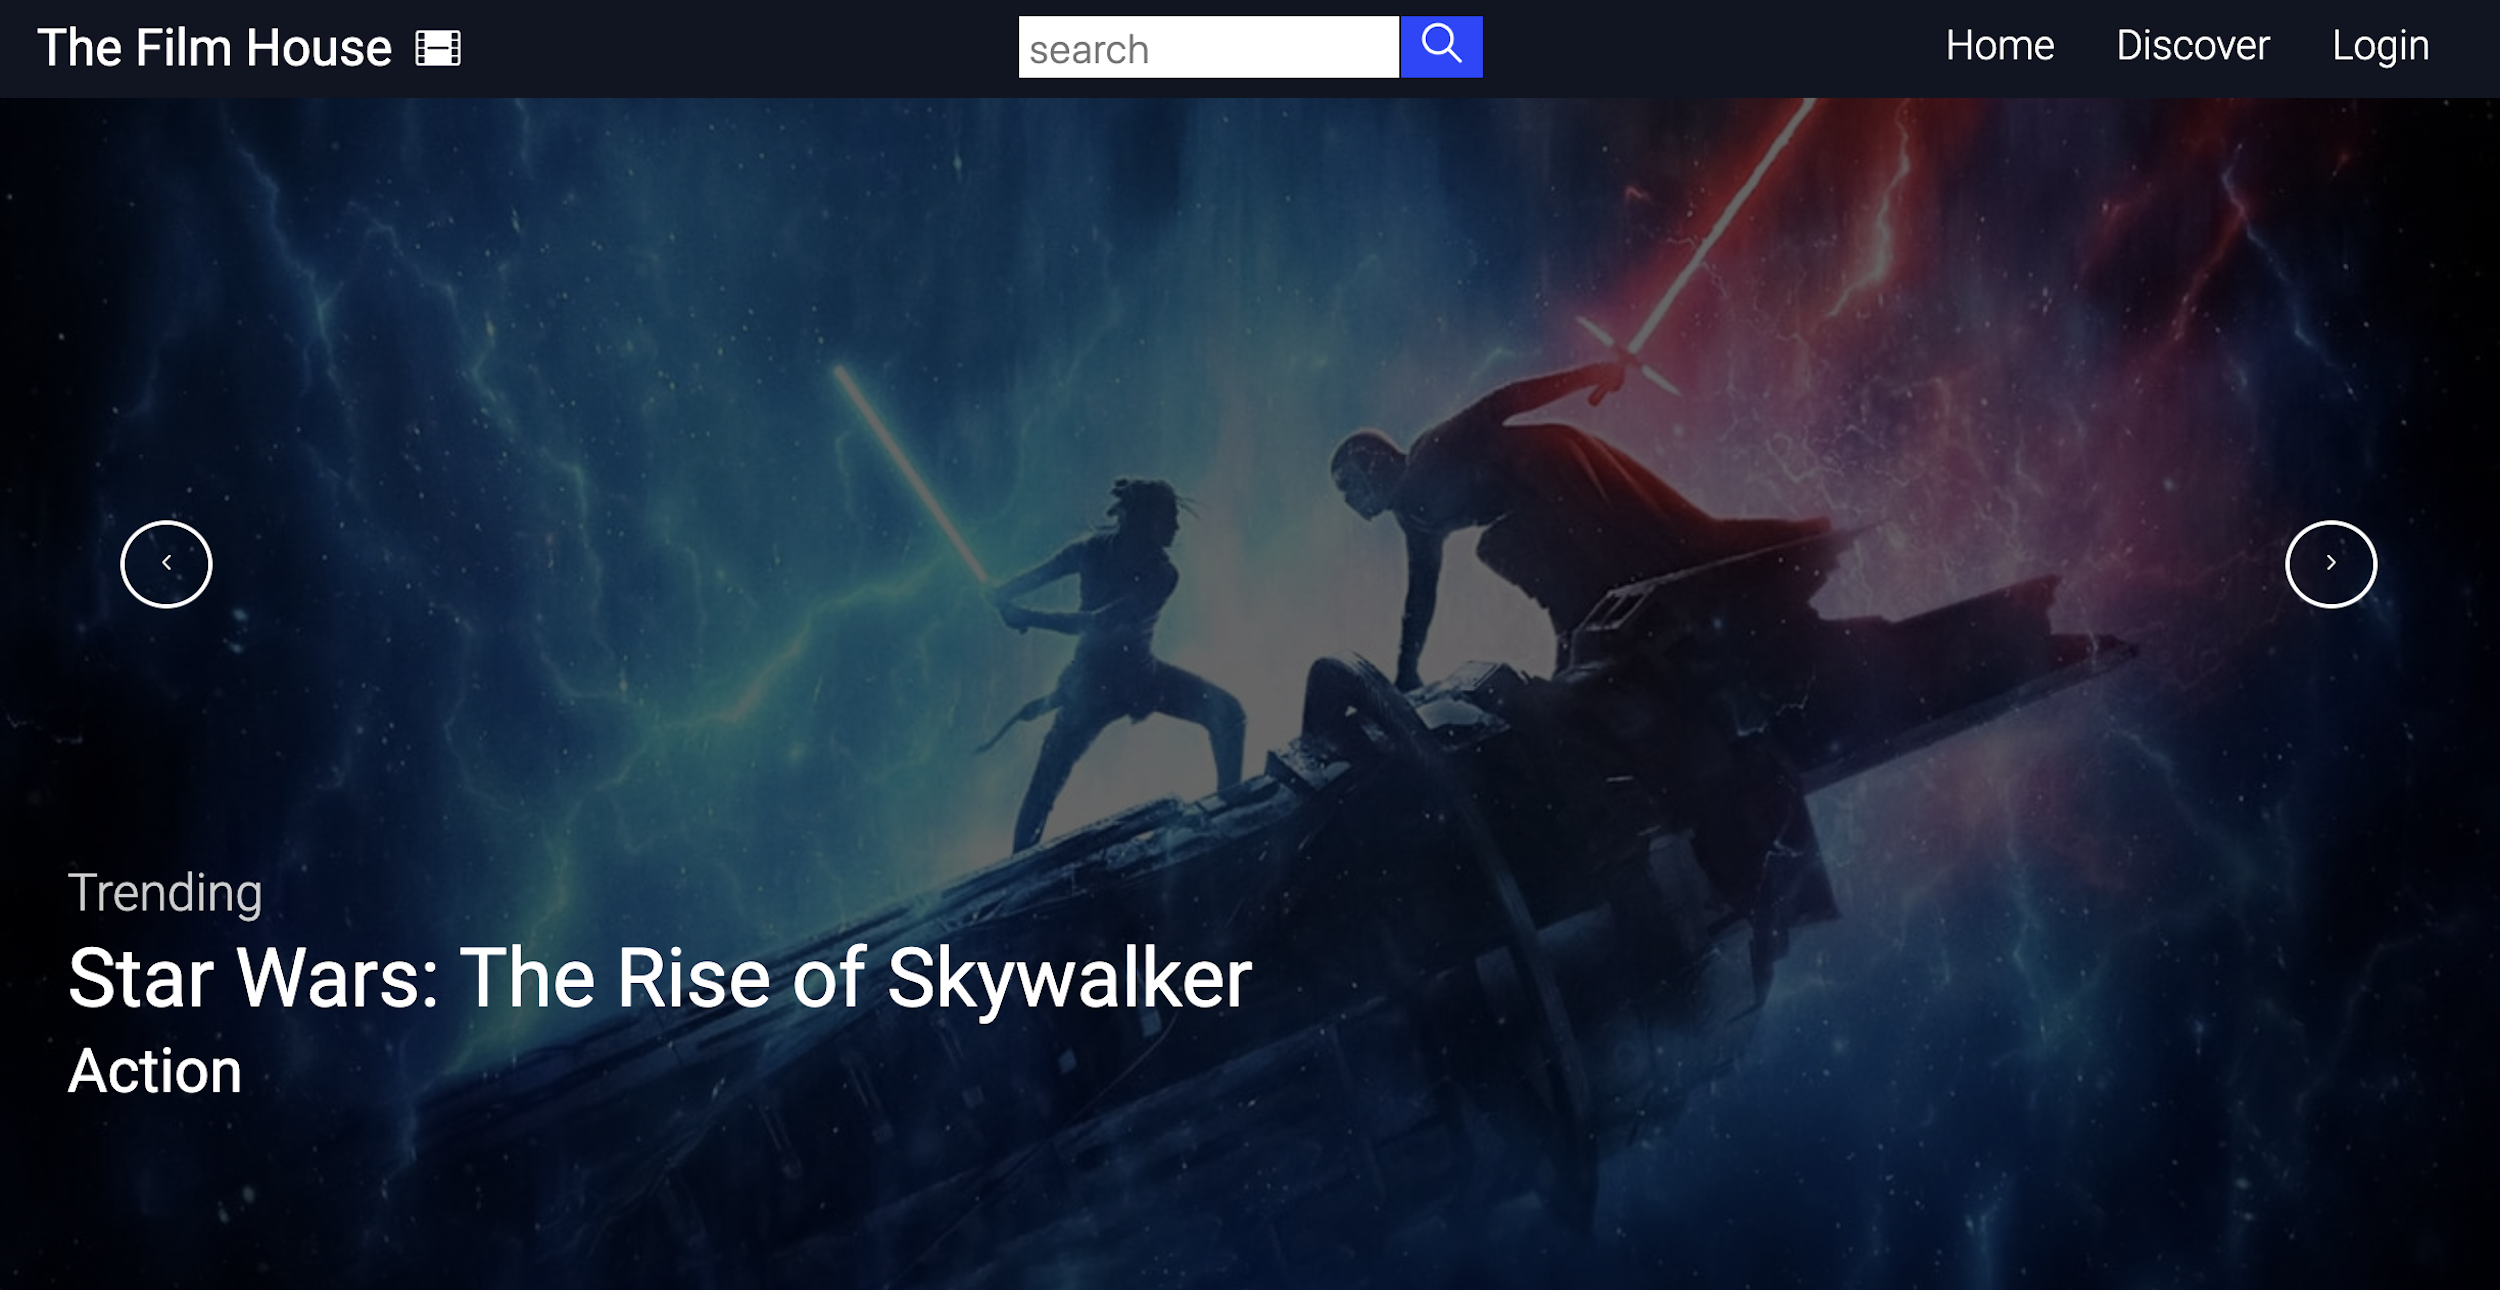 The Film House
search
Home Discover Login
Trending
Star Wars: The Rise of Skywalker
Action